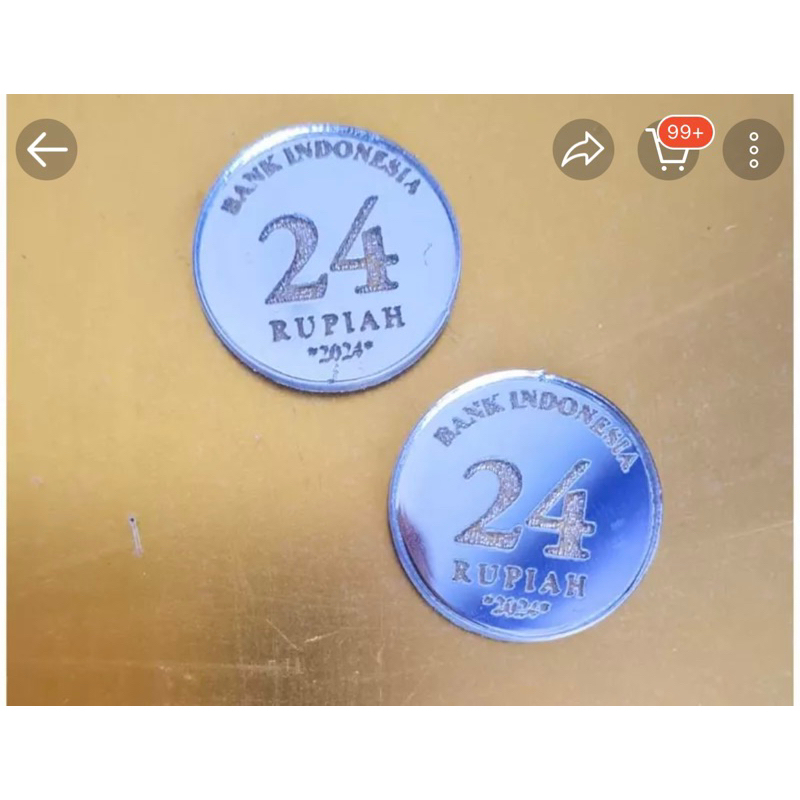 99+
BANK INDONESIA
24
RUPIAH
*2024*
BANK INDONESIA
24
RUPIAH
*2024*